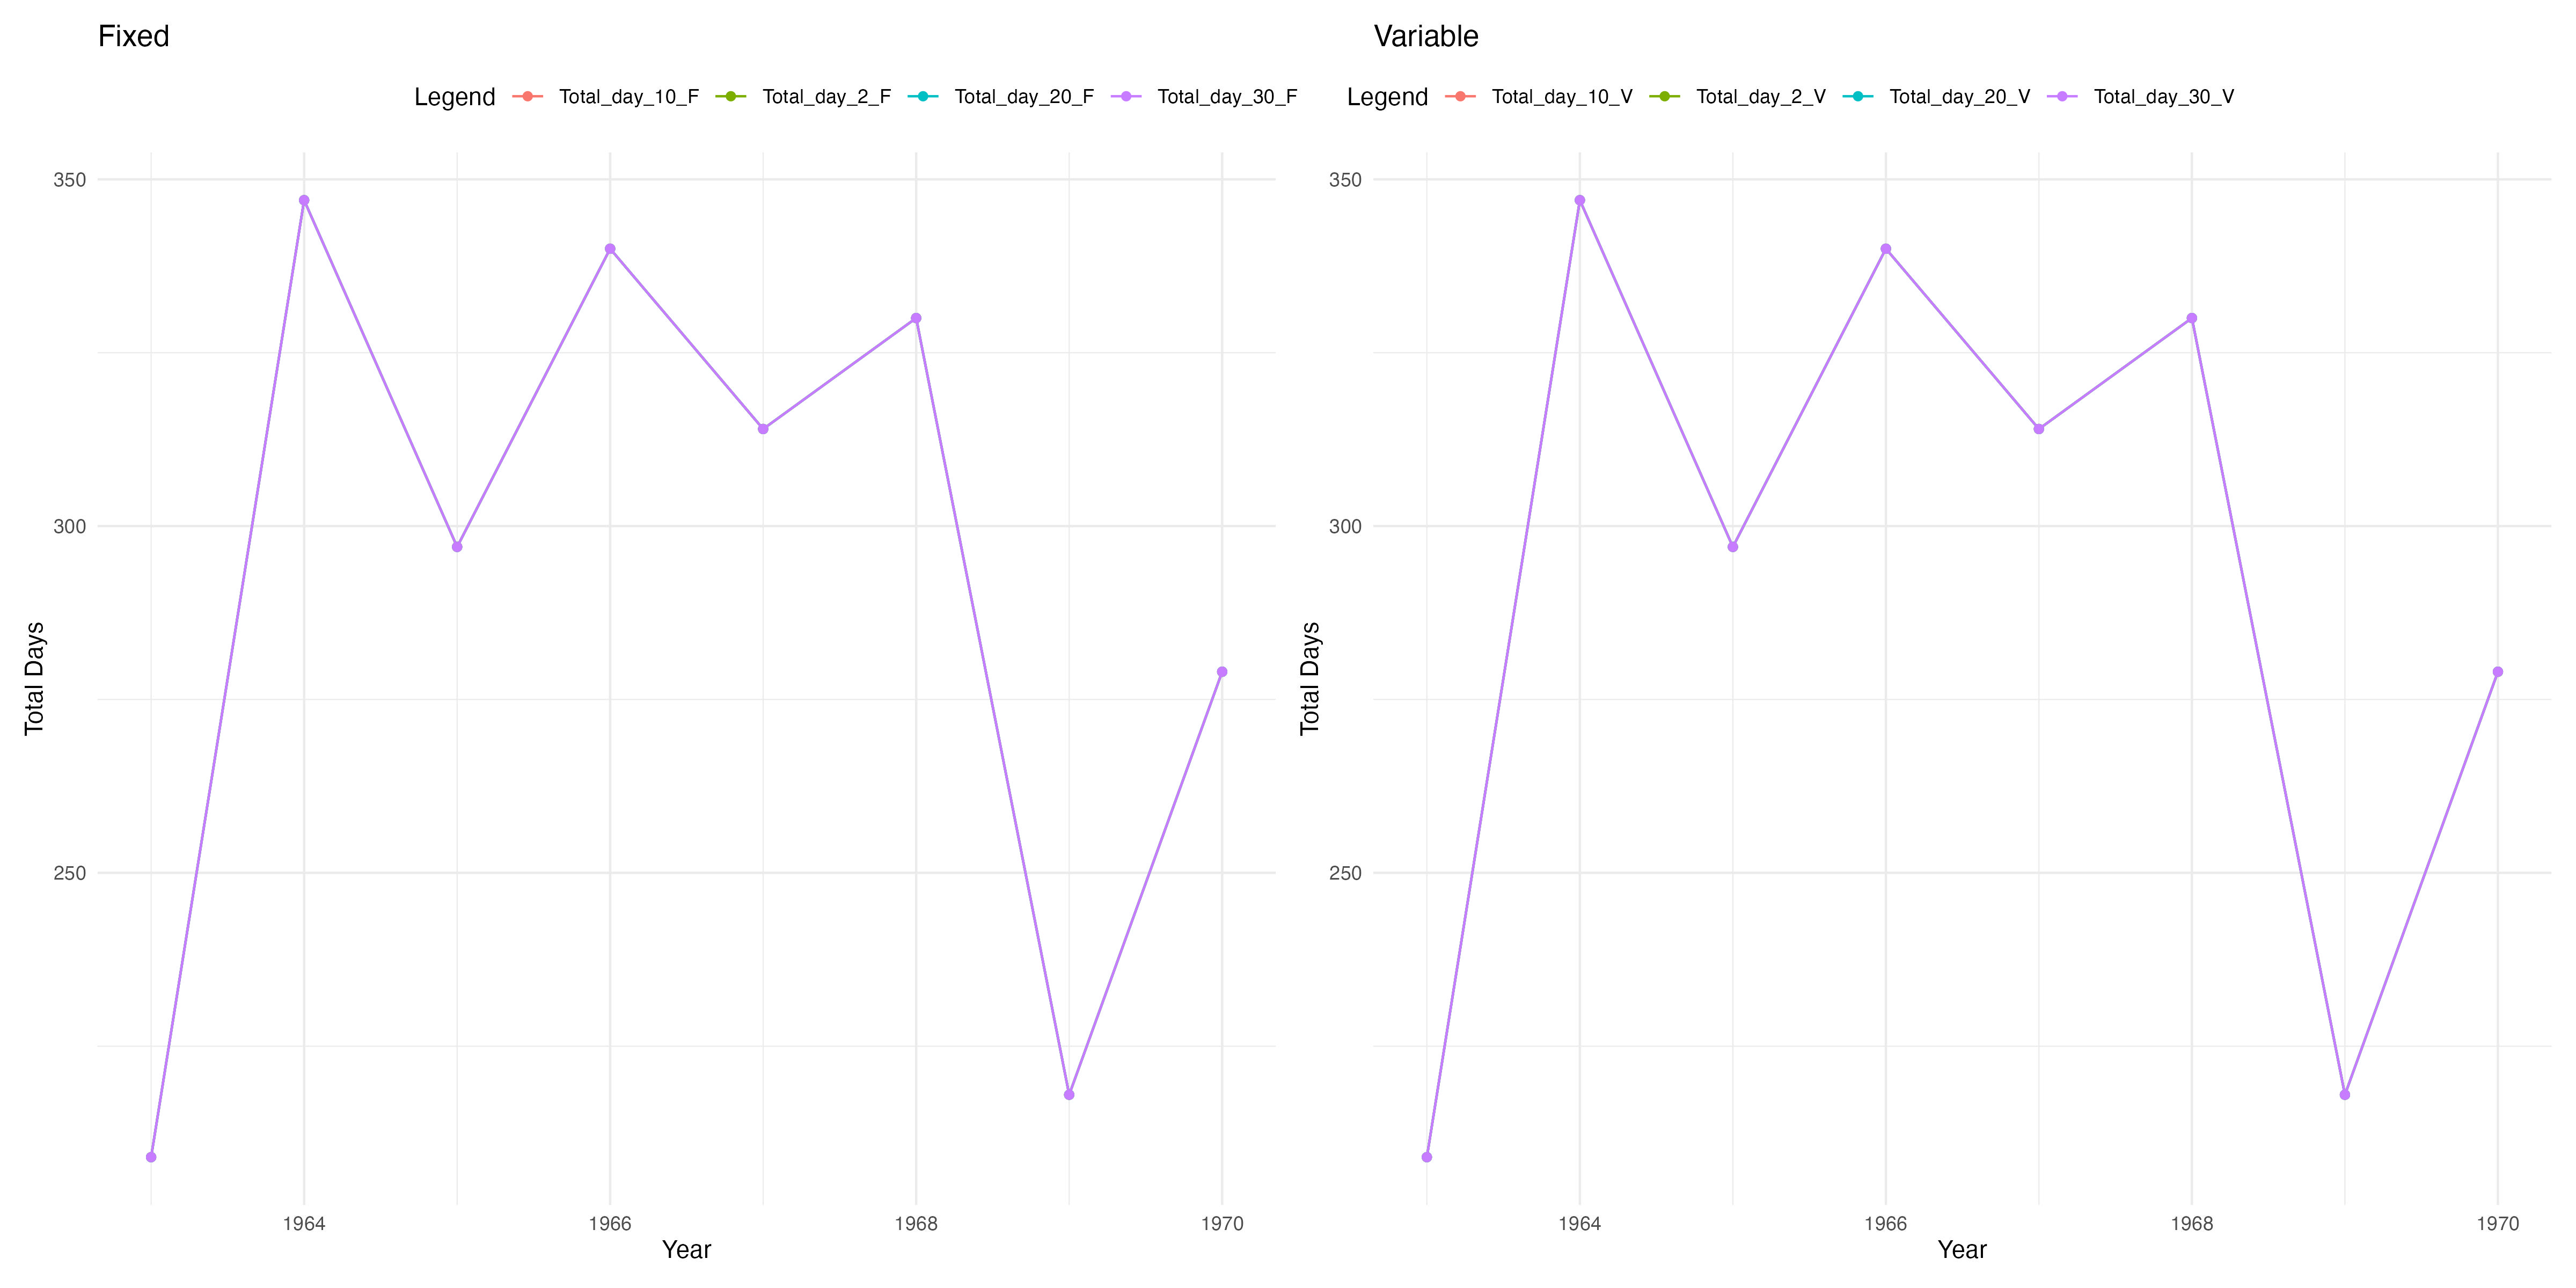 Fixed
Legend Total_day_10_F Total_day_2_F Total_day_20_F Total_day_30_F
350
300
250
Total Days
1964 1966 1968 1970
Year
Variable
Legend Total_day_10_V Total_day_2_V Total_day_20_V Total_day_30_V
350
300
250
Total Days
1964 1966 1968 1970
Year